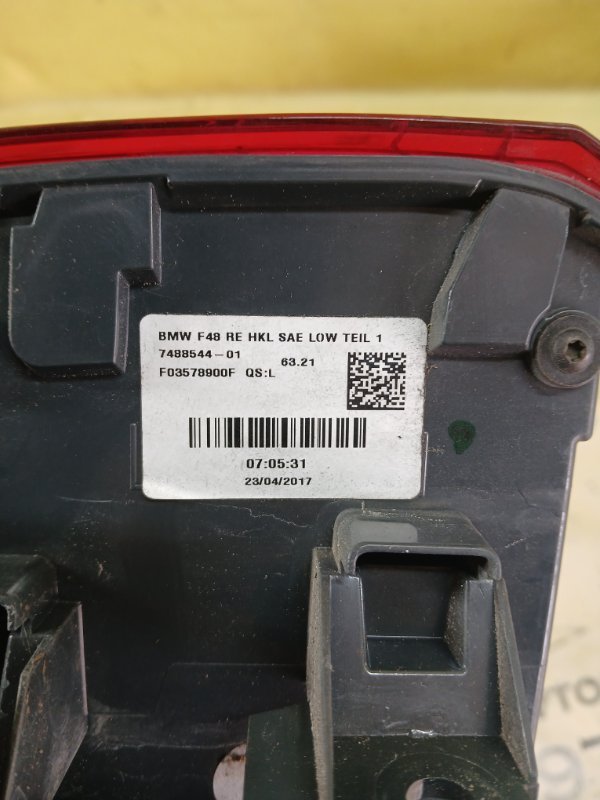 BMW F48 RE HKL SAE LOW TEIL 1
7488544-01 63.21
F03578900F QS:L
07:05:31
23/04/2017